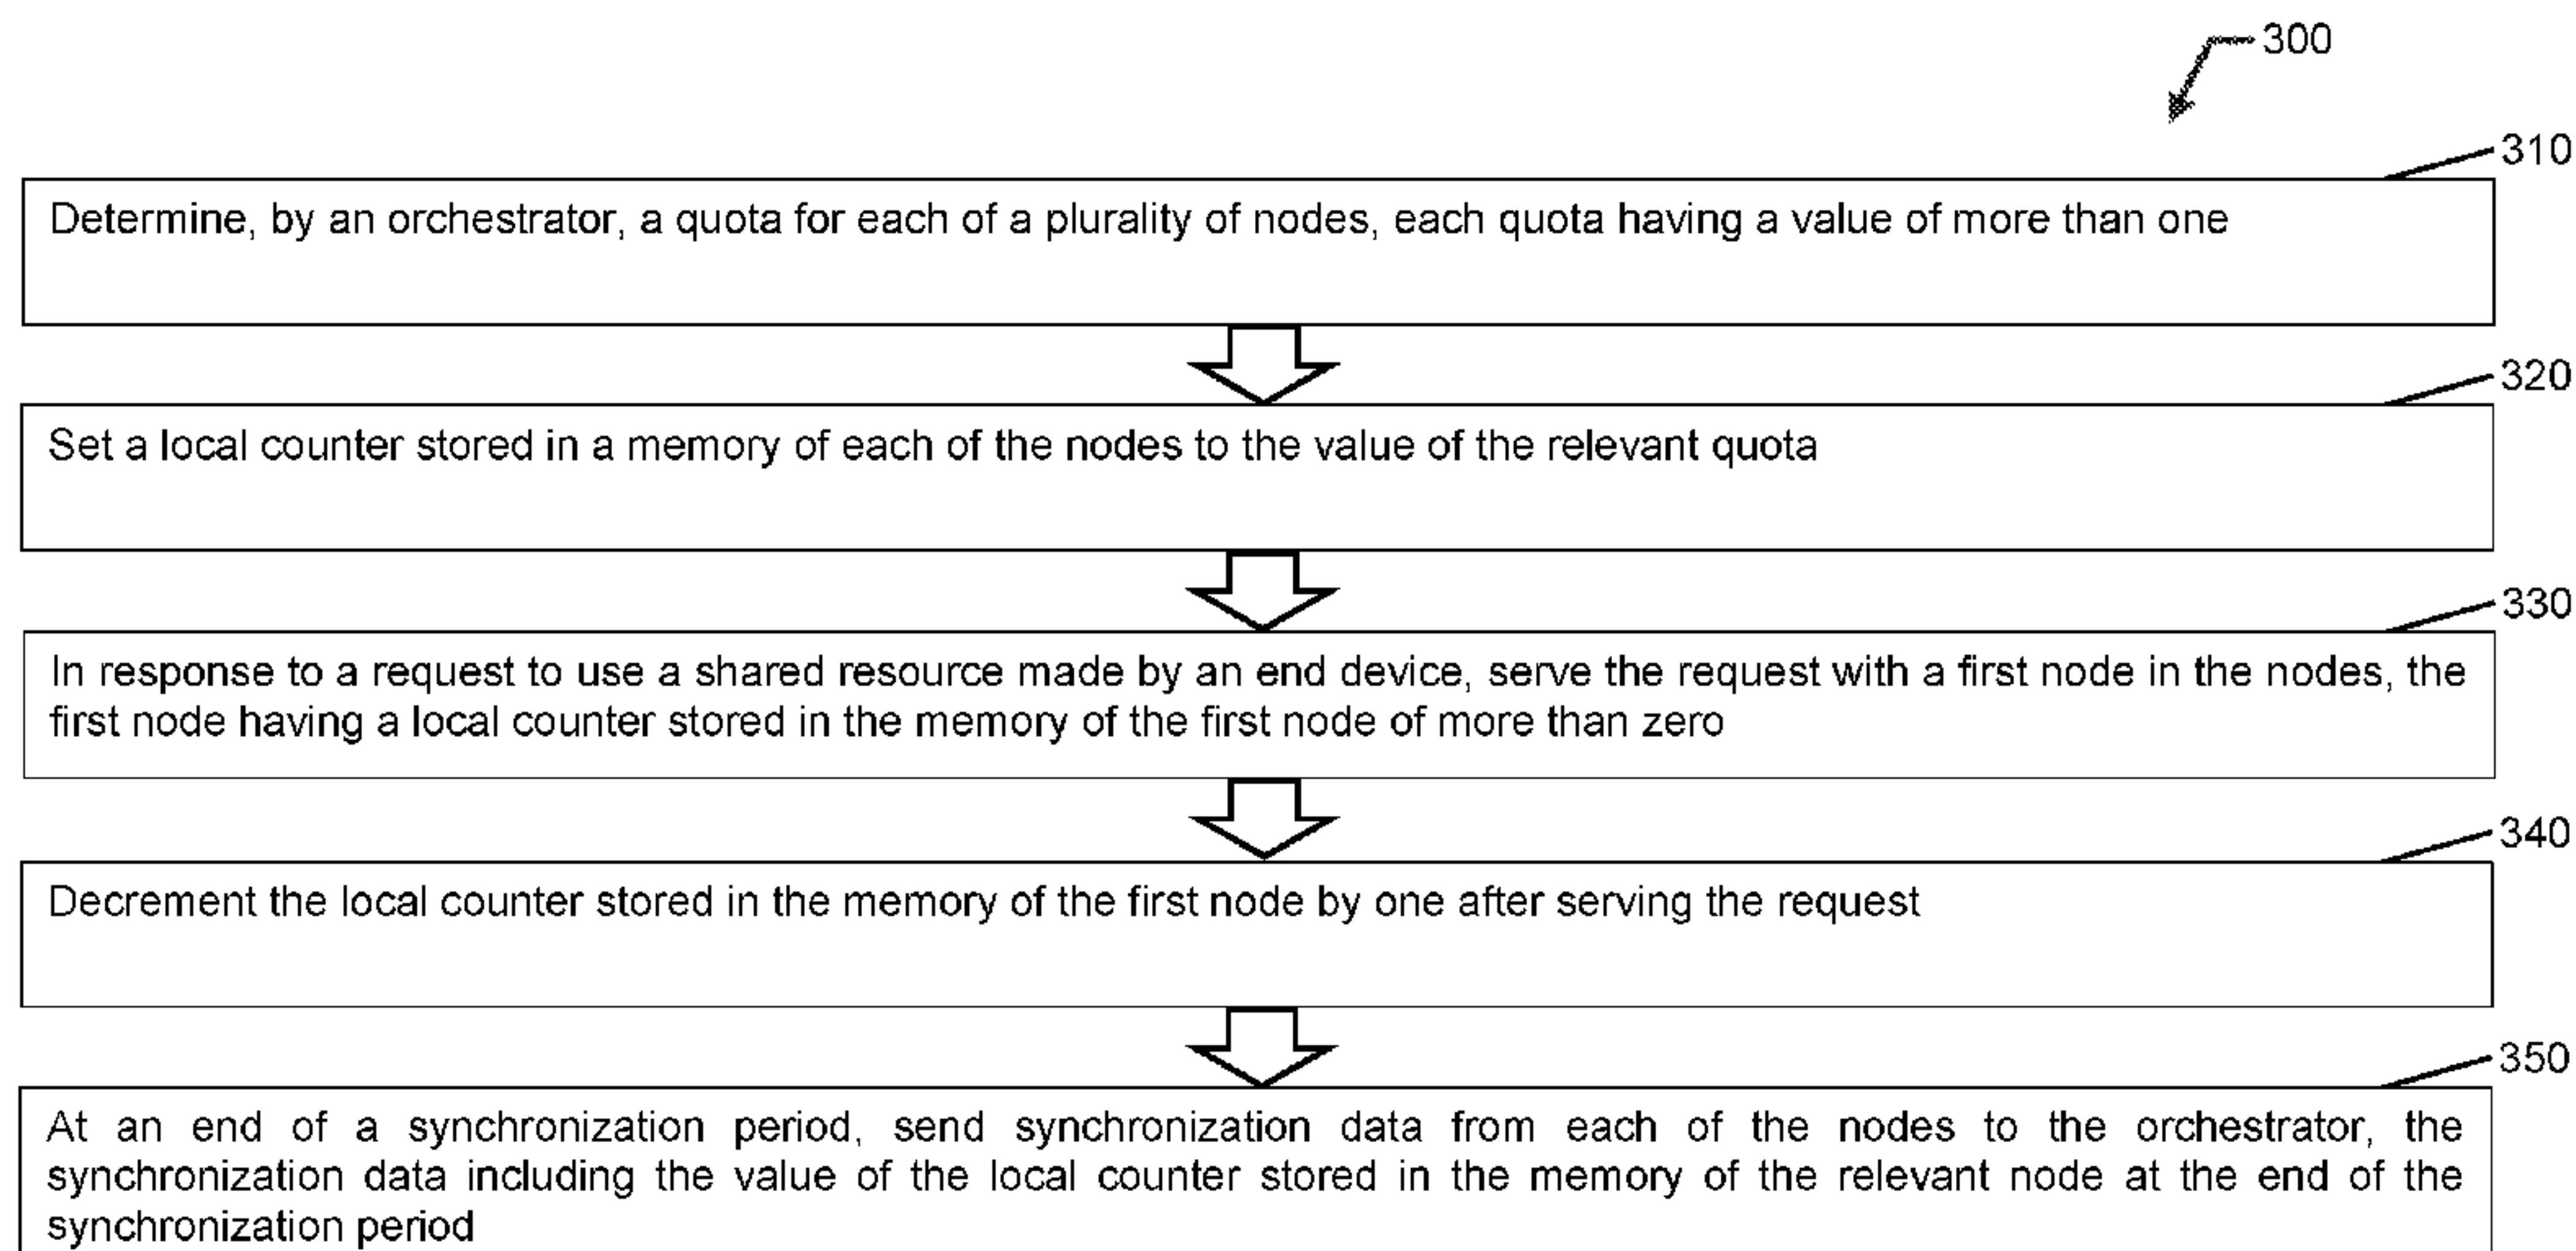 300
310
Determine, by an orchestrator, a quota for each of a plurality of nodes, each quota having a value of more than one
320
Set a local counter stored in a memory of each of the nodes to the value of the relevant quota
330
In response to a request to use a shared resource made by an end device, serve the request with a first node in the nodes, the
first node having a local counter stored in the memory of the first node of more than zero
340
Decrement the local counter stored in the memory of the first node by one after serving the request
350
At an end of a synchronization period, send synchronization data from each of the nodes to the orchestrator, the
synchronization data including the value of the local counter stored in the memory of the relevant node at the end of the
synchronization period